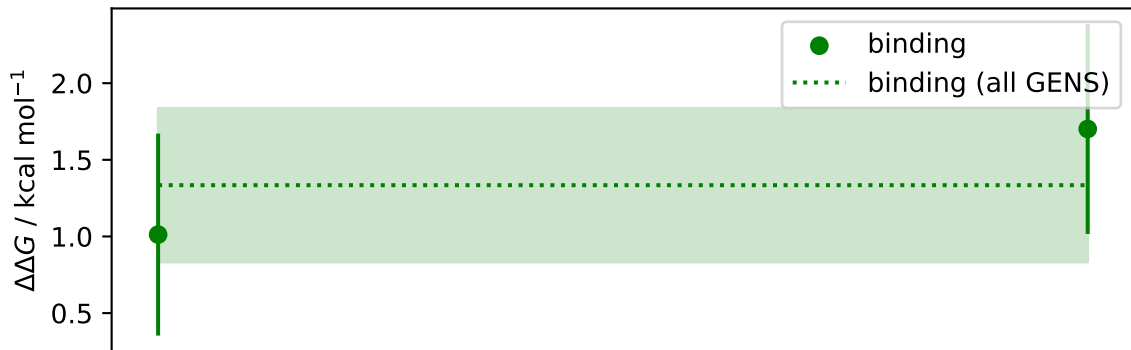 binding
binding (all GENS)
ΔΔG / kcal mol⁻¹
2.0
1.5
1.0
0.5